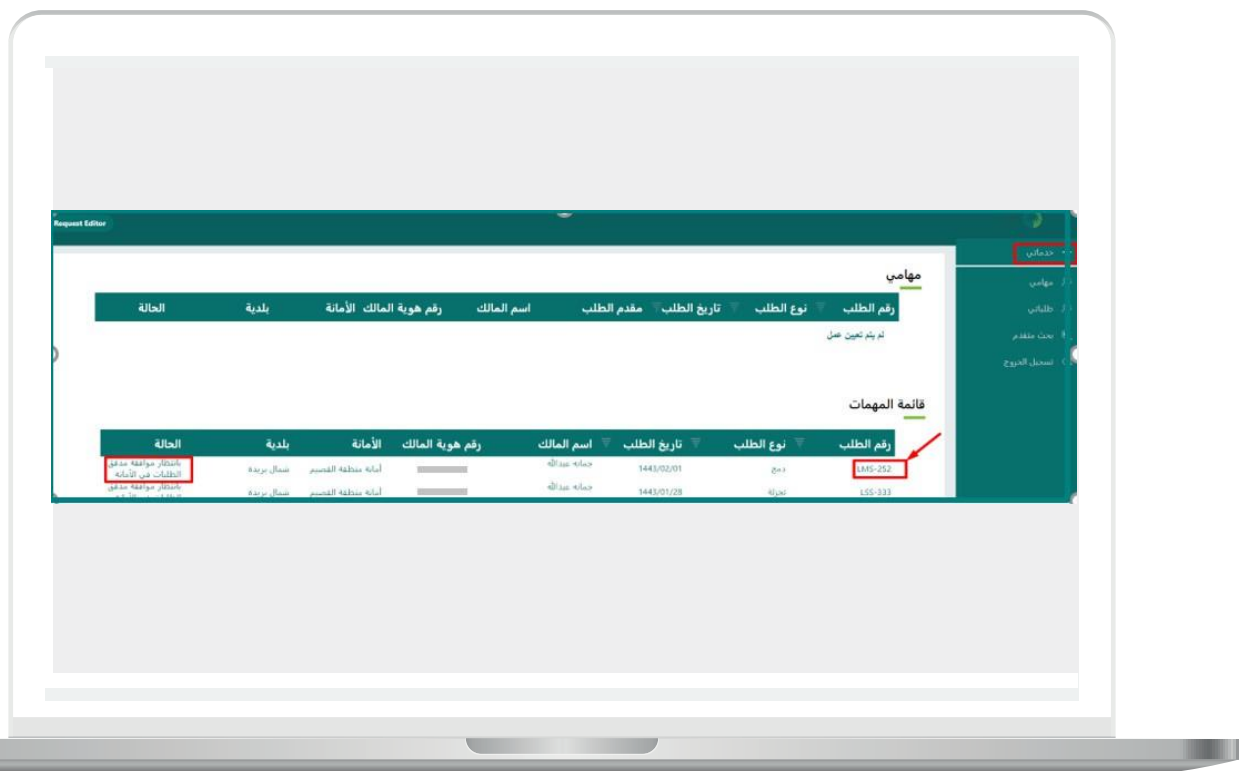 Request Editor
خدماتي
مهامي
طلباتي
بحث متقدم
تسجيل الخروج
مهامي
رقم الطلب نوع الطلب تاريخ الطلب مقدم الطلب اسم المالك رقم هوية المالك الأمانة بلدية الحالة
لم يتم تعيين عمل
قائمة المهمات
رقم الطلب نوع الطلب تاريخ الطلب اسم المالك رقم هوية المالك الأمانة بلدية الحالة
LMS-252 دمج 1443/02/01 جمانه عبدالله أمانة منطقة القصيم شمال بريدة بانتظار موافقة مدقق
الطلبات في الأمانة
LSS-333 تجزئة 1443/01/28 جمانه عبدالله أمانة منطقة القصيم شمال بريدة بانتظار موافقة مدقق